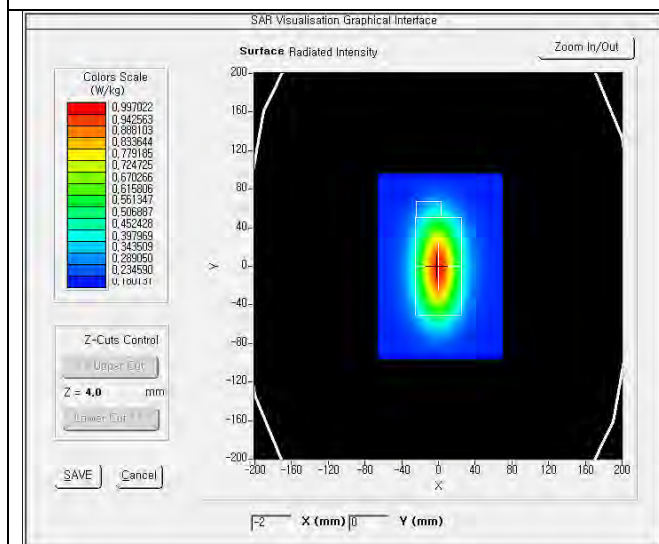 SAR Visualisation Graphical Interface
Surface Radiated Intensity
Zoom In/Out
Colors Scale
(W/kg)
0.997022
0.942563
0.888103
0.833644
0.779185
0.724725
0.670266
0.615806
0.561347
0.506887
0.452428
0.397969
0.343509
0.289050
0.234590
0.180131
Z-Cuts Control
Upper Cut
Z = 4.0 mm
Lower Cut
SAVE
Cancel
200
160
120
80
40
0
-40
-80
-120
-160
-200
Y
-200 -160 -120 -80 -40 0 40 80 120 160 200
X
-2 X (mm) 0 Y (mm)